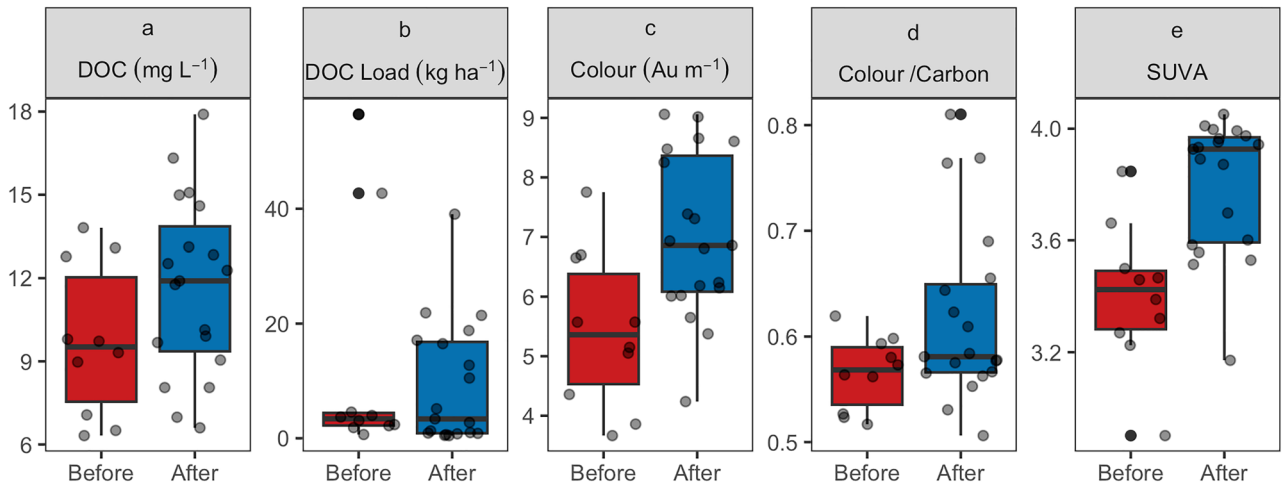 a
DOC (mg L⁻¹)
b
DOC Load (kg ha⁻¹)
c
Colour (Au m⁻¹)
d
Colour /Carbon
e
SUVA
18
15
12
9
6
Before
After
40
20
0
Before
After
9
8
7
6
5
4
Before
After
0.8
0.7
0.6
0.5
Before
After
4.0
3.6
3.2
Before
After